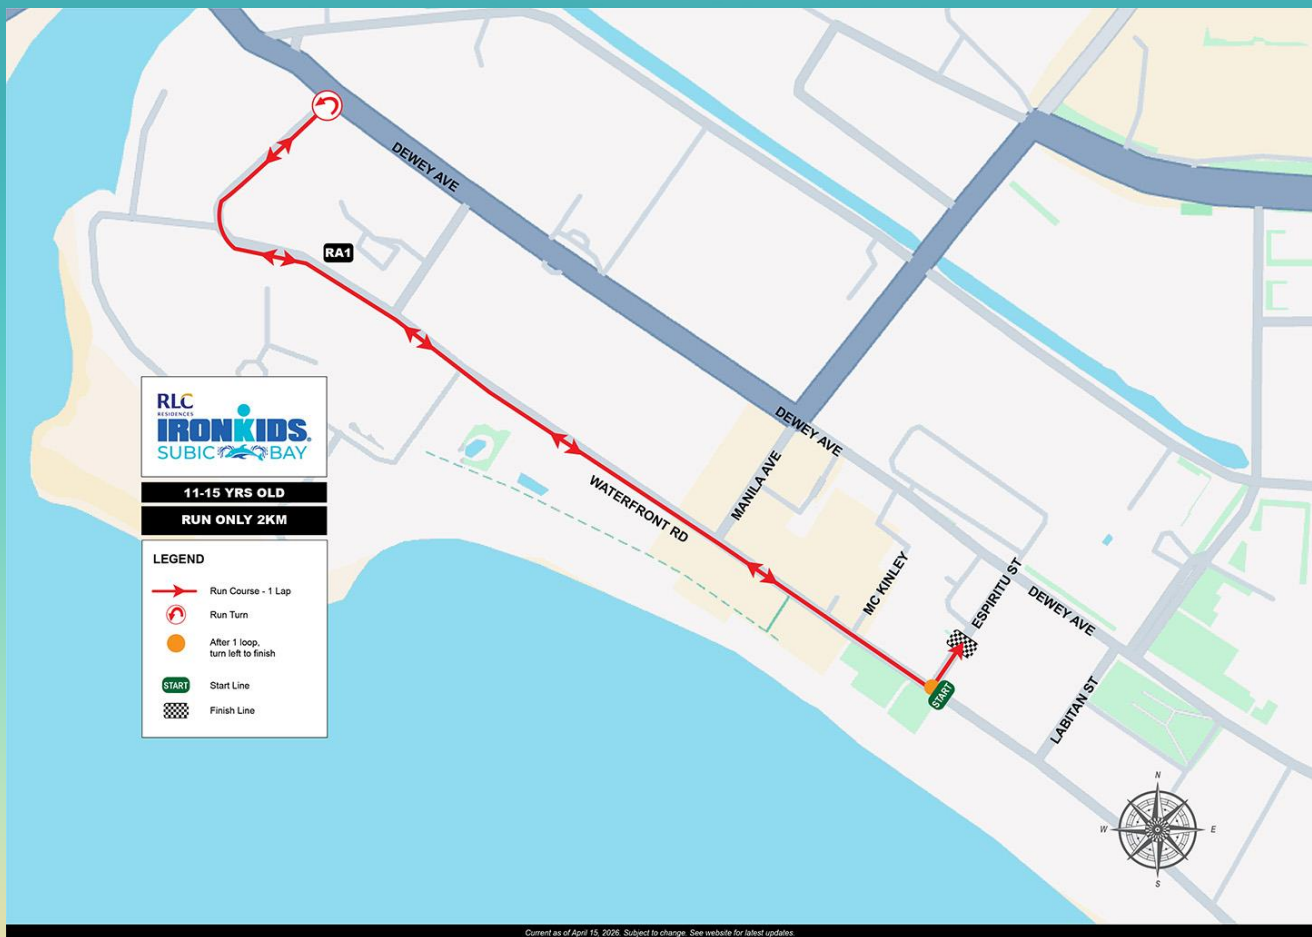 DEWEY AVE
RA1
RLC
RESIDENCES
IRONKIDS.
SUBIC BAY
11-15 YRS OLD
RUN ONLY 2KM
LEGEND
Run Course - 1 Lap
Run Turn
After 1 loop,
turn left to finish
START
Start Line
Finish Line
WATERFRONT RD
MANILA AVE
DEWEY AVE
MC KINLEY
ESPIRITU ST
DEWEY AVE
START
LABITAN ST
N
W
E
S
Current as of April 15, 2026. Subject to change. See website for latest updates.